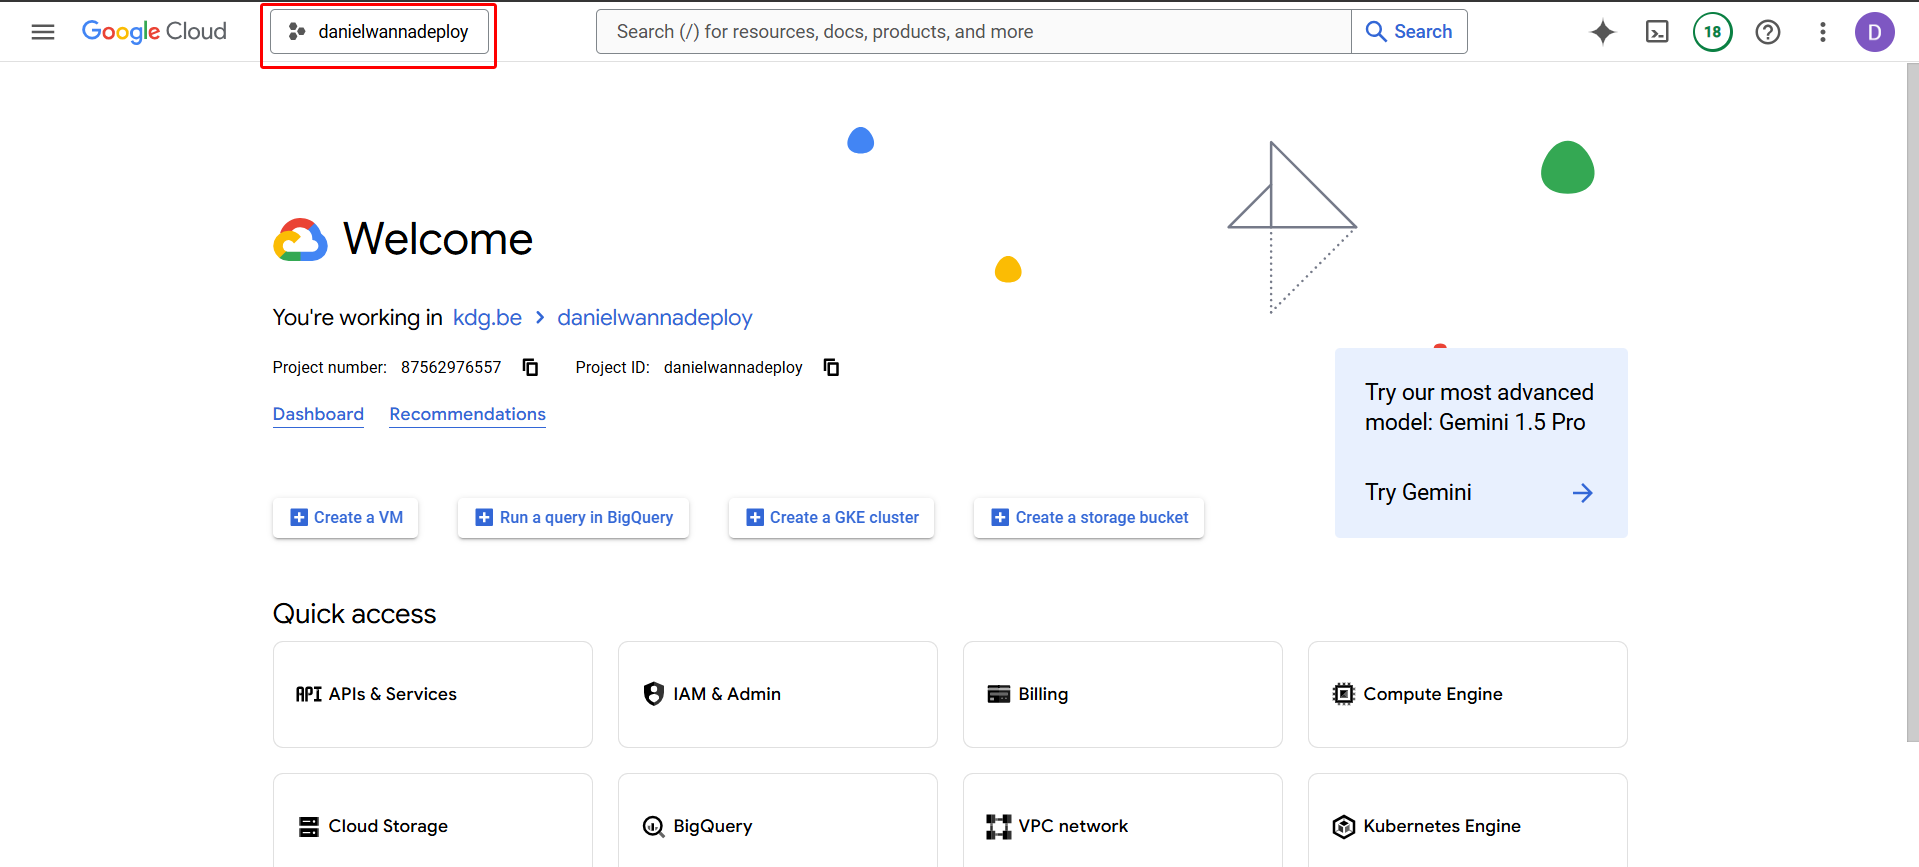 Google Cloud
danielwannadeploy
Search (/) for resources, docs, products, and more
Search
18
D
Welcome
You're working in kdg.be > danielwannadeploy
Project number: 87562976557 Project ID: danielwannadeploy
Dashboard Recommendations
Try our most advanced
model: Gemini 1.5 Pro
Try Gemini
Create a VM
Run a query in BigQuery
Create a GKE cluster
Create a storage bucket
Quick access
API APIs & Services
IAM & Admin
Billing
Compute Engine
Cloud Storage
BigQuery
VPC network
Kubernetes Engine